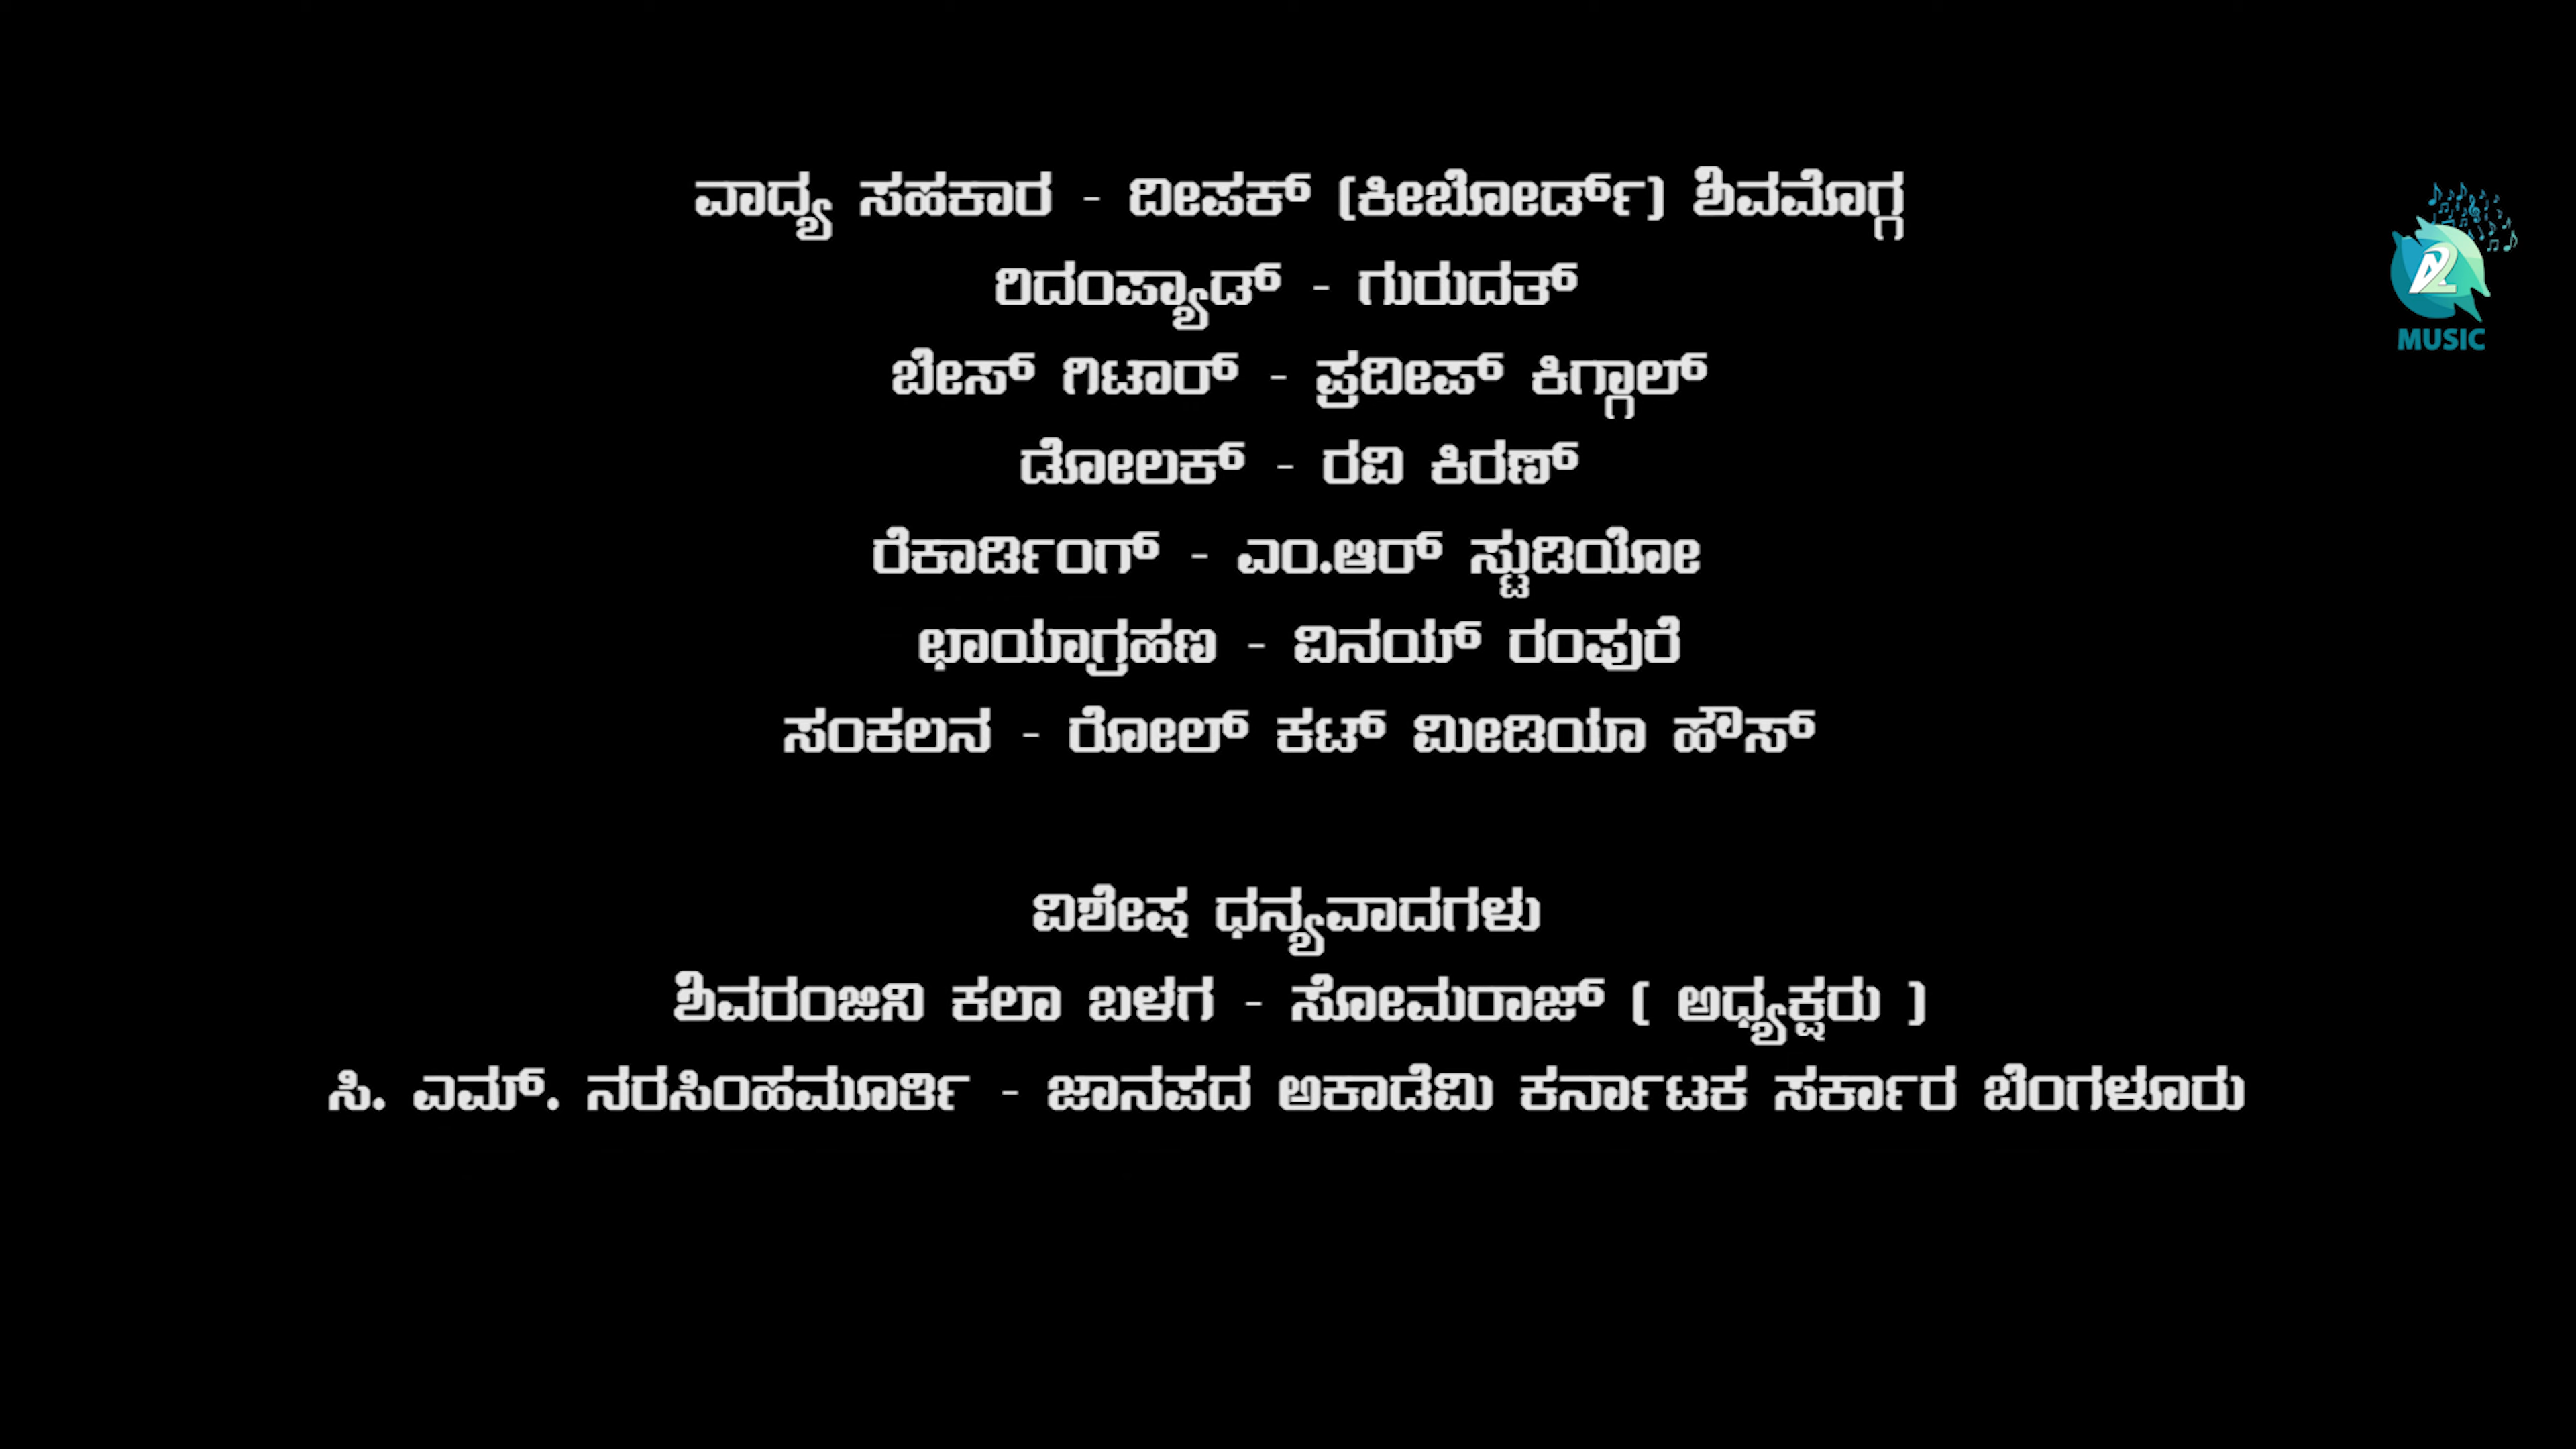 ವಾದ್ಯ ಸಹಕಾರ - ದೀಪಕ್ (ಕೀಬೋರ್ಡ್) ಶಿವಮೊಗ್ಗ
ರಿದಂಪ್ಯಾಡ್ - ಗುರುದತ್
ಬೇಸ್ ಗಿಟಾರ್ - ಪ್ರದೀಪ್ ಕಿಗ್ಗಾಲ್
ಡೋಲಕ್ - ರವಿ ಕಿರಣ್
ರೆಕಾರ್ಡಿಂಗ್ - ಎಂ.ಆರ್ ಸ್ಟುಡಿಯೋ
ಛಾಯಾಗ್ರಹಣ - ವಿನಯ್ ರಂಪುರೆ
ಸಂಕಲನ - ರೋಲ್ ಕಟ್ ಮೀಡಿಯಾ ಹೌಸ್
ವಿಶೇಷ ಧನ್ಯವಾದಗಳು
ಶಿವರಂಜಿನಿ ಕಲಾ ಬಳಗ - ಸೋಮರಾಜ್ ( ಅಧ್ಯಕ್ಷರು )
ಸಿ. ಎಮ್. ನರಸಿಂಹಮೂರ್ತಿ - ಜಾನಪದ ಅಕಾಡೆಮಿ ಕರ್ನಾಟಕ ಸರ್ಕಾರ ಬೆಂಗಳೂರು
A2
MUSIC